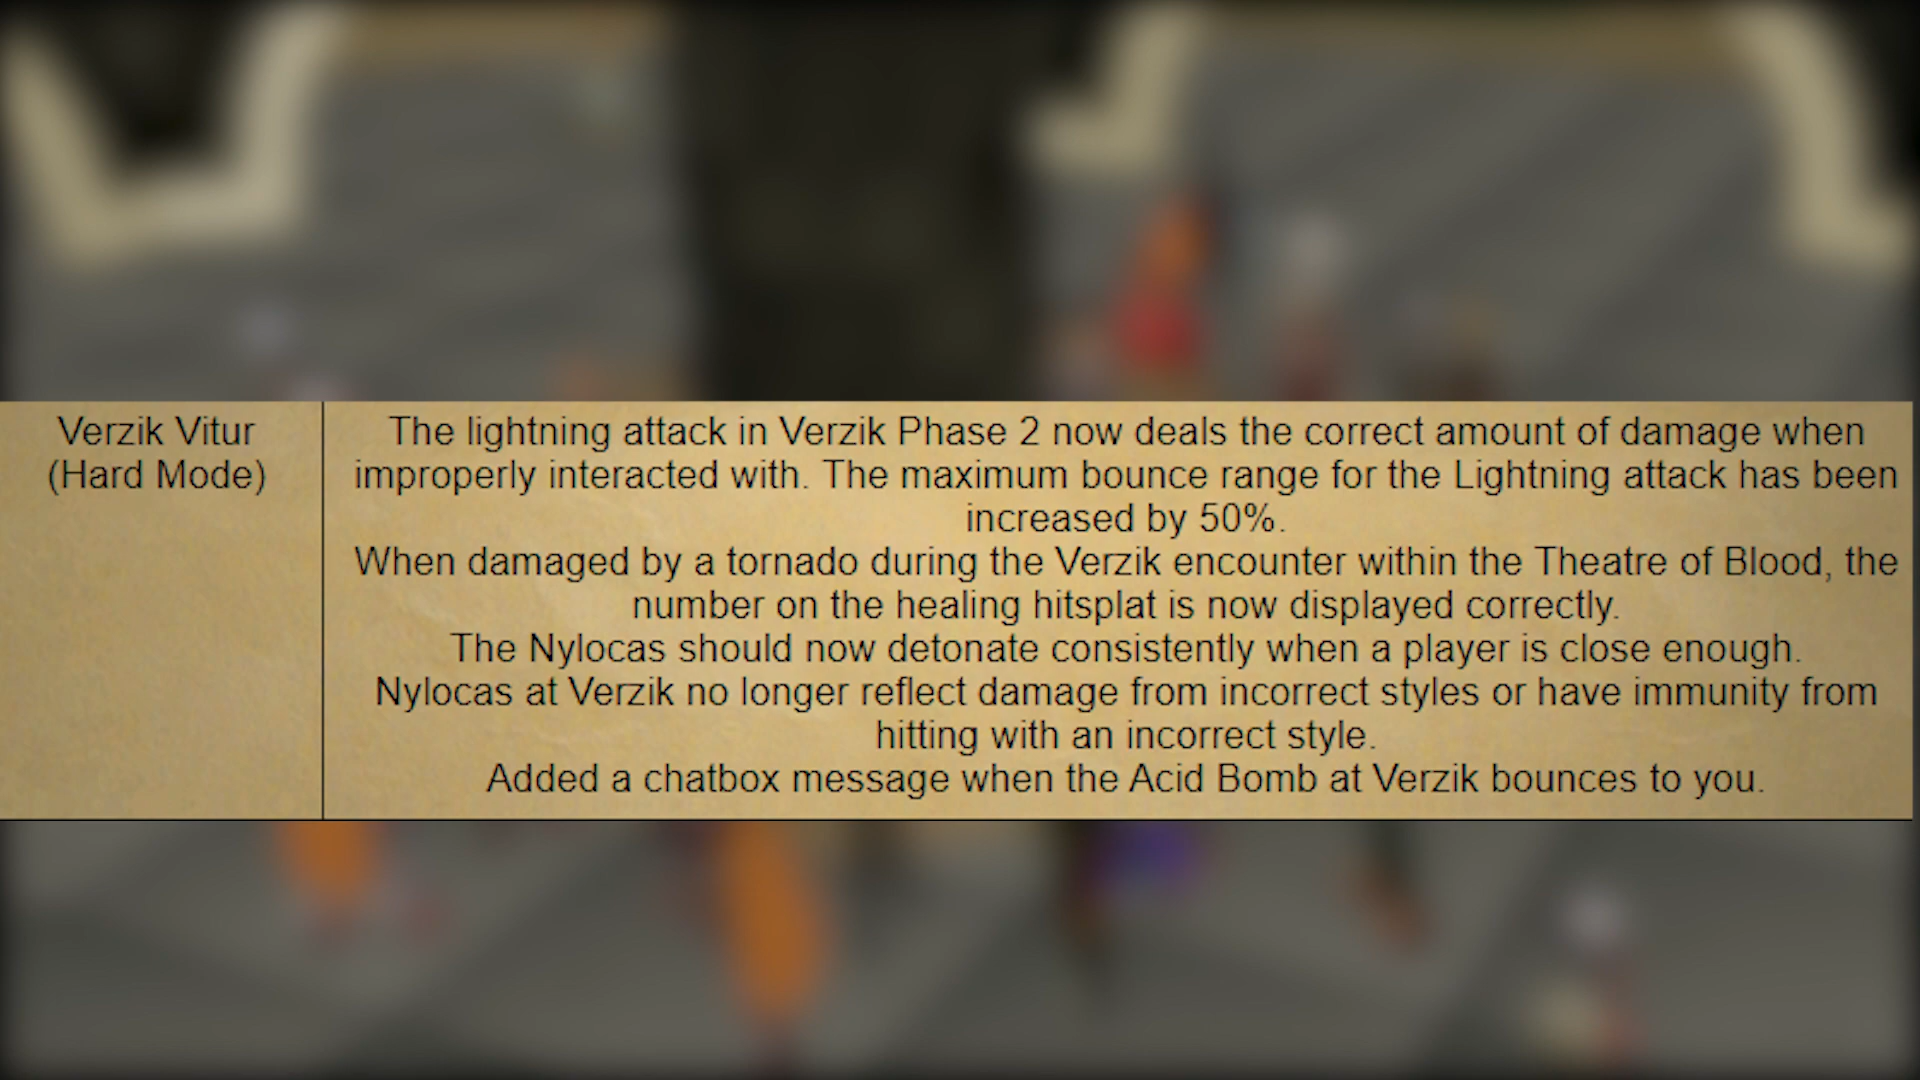 Verzik Vitur
(Hard Mode)
The lightning attack in Verzik Phase 2 now deals the correct amount of damage when
improperly interacted with. The maximum bounce range for the Lightning attack has been
increased by 50%.
When damaged by a tornado during the Verzik encounter within the Theatre of Blood, the
number on the healing hitsplat is now displayed correctly.
The Nylocas should now detonate consistently when a player is close enough.
Nylocas at Verzik no longer reflect damage from incorrect styles or have immunity from
hitting with an incorrect style.
Added a chatbox message when the Acid Bomb at Verzik bounces to you.